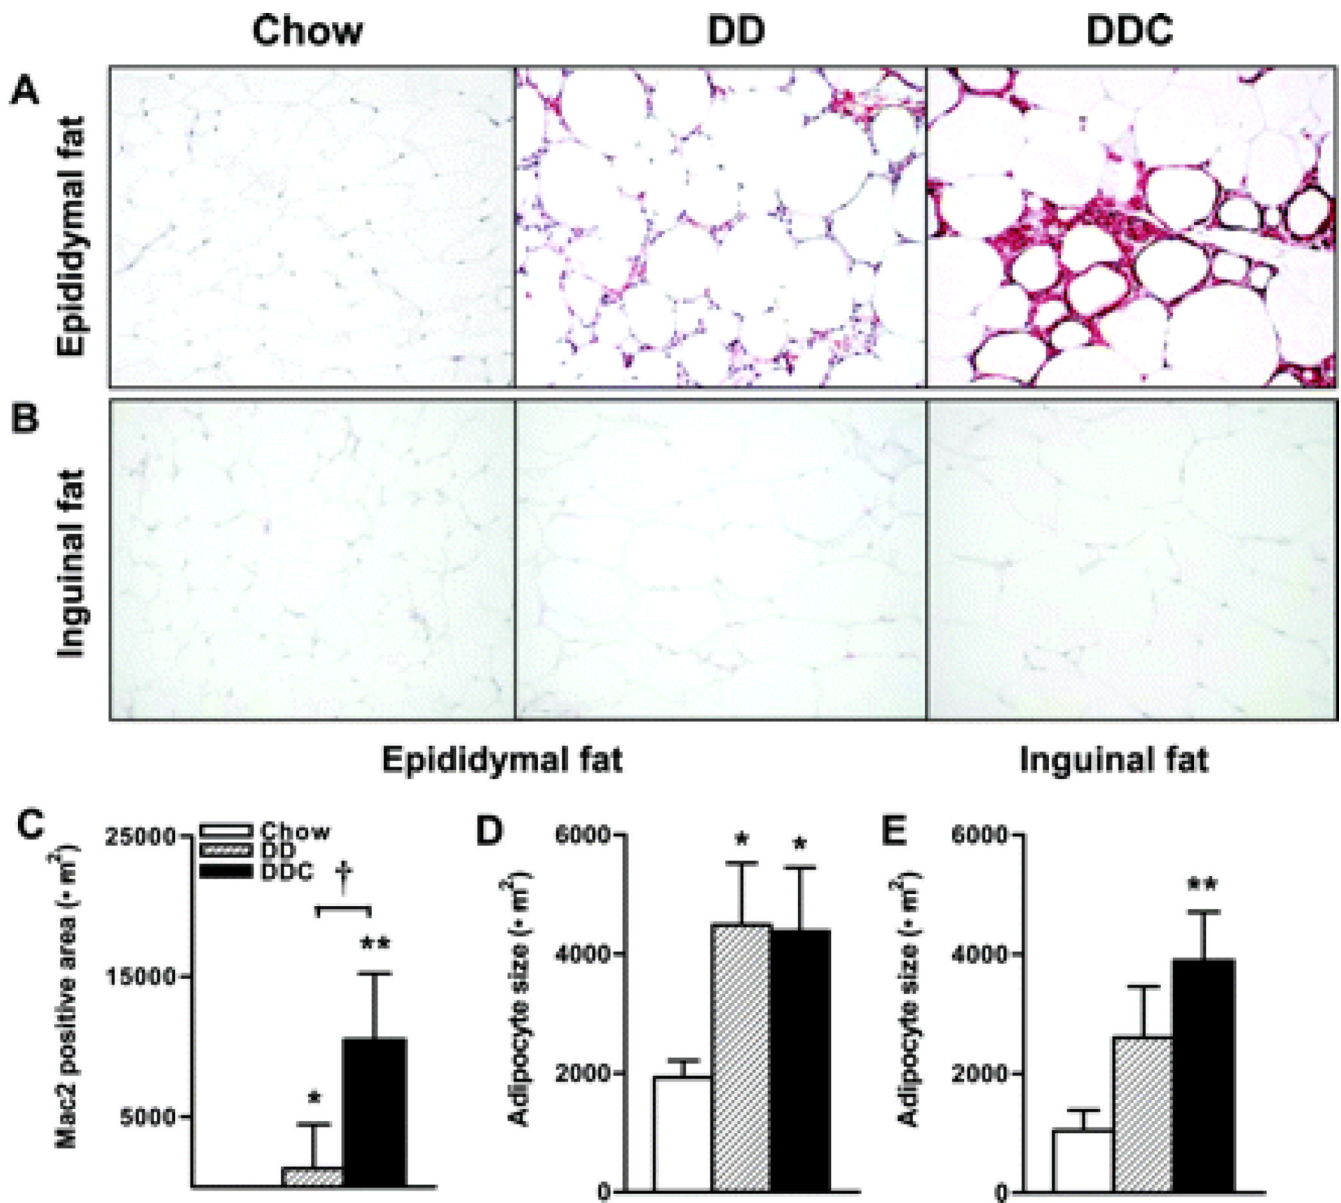 Chow DD DDC
A
Epididymal fat
B
Inguinal fat
Epididymal fat Inguinal fat
C
Mac2 positive area (• m²)
25000
15000
5000
Chow
DD
DDC
†
*
**
D
Adipocyte size (• m²)
6000
4000
2000
0
*
*
E
Adipocyte size (• m²)
6000
4000
2000
0
**